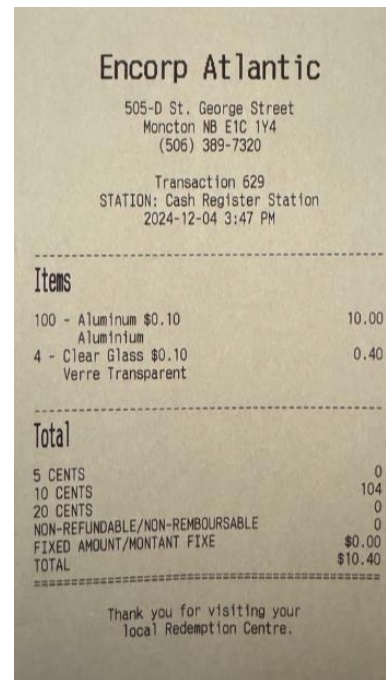 Encorp Atlantic
505-D St. George Street
Moncton NB E1C 1Y4
(506) 389-7320
Transaction 629
STATION: Cash Register Station
2024-12-04 3:47 PM
Items
100 - Aluminum $0.10 10.00
Aluminium
4 - Clear Glass $0.10 0.40
Verre Transparent
Total
5 CENTS 0
10 CENTS 104
20 CENTS 0
NON-REFUNDABLE/NON-REMBOURSABLE 0
FIXED AMOUNT/MONTANT FIXE $0.00
TOTAL $10.40
Thank you for visiting your
local Redemption Centre.